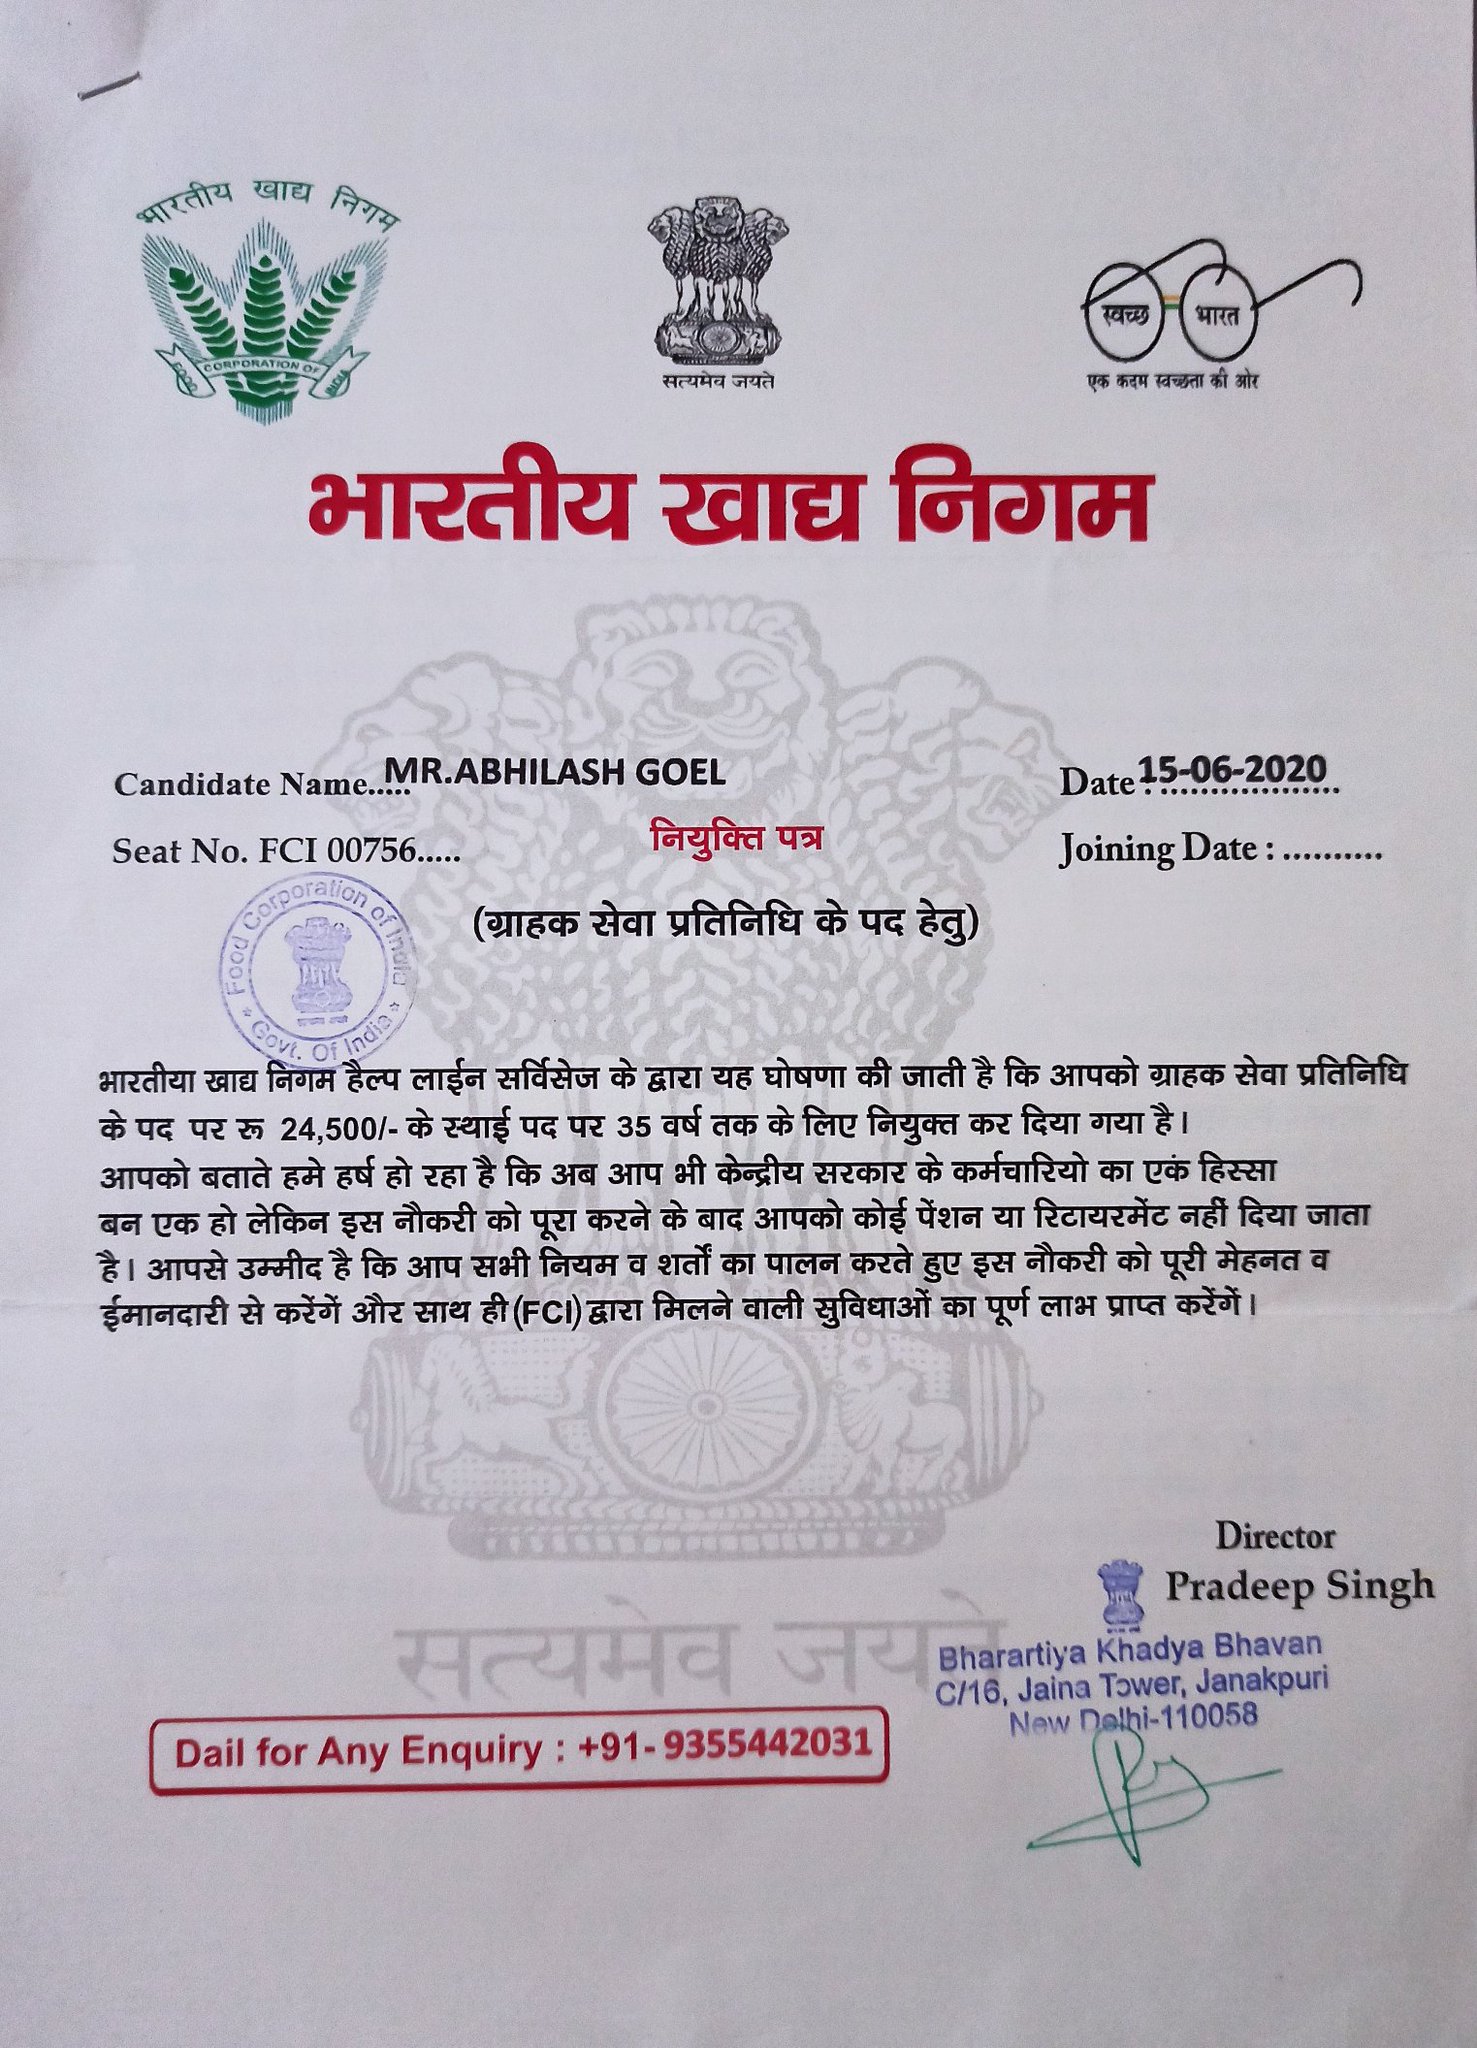 भारतीय खाद्य निगम
FOOD CORPORATION OF INDIA
सत्यमेव जयते
स्वच्छ भारत
एक कदम स्वच्छता की ओर
भारतीय खाद्य निगम
Candidate Name..... MR.ABHILASH GOEL
Date : 15-06-2020
Seat No. FCI 00756.....
नियुक्ति पत्र
Joining Date : ..........
(ग्राहक सेवा प्रतिनिधि के पद हेतु)
Food Corporation of India
Govt. Of India
भारतीया खाद्य निगम हैल्प लाईन सर्विसेज के द्वारा यह घोषणा की जाती है कि आपको ग्राहक सेवा प्रतिनिधि
के पद पर रू 24,500/- के स्थाई पद पर 35 वर्ष तक के लिए नियुक्त कर दिया गया है।
आपको बताते हमे हर्ष हो रहा है कि अब आप भी केन्द्रीय सरकार के कर्मचारियो का एकं हिस्सा
बन एक हो लेकिन इस नौकरी को पूरा करने के बाद आपको कोई पेंशन या रिटायरमेंट नहीं दिया जाता
है। आपसे उम्मीद है कि आप सभी नियम व शर्तों का पालन करते हुए इस नौकरी को पूरी मेहनत व
ईमानदारी से करेंगें और साथ ही (FCI) द्वारा मिलने वाली सुविधाओं का पूर्ण लाभ प्राप्त करेंगें।
Director
Pradeep Singh
सत्यमेव जयते
Bharartiya Khadya Bhavan
C/16, Jaina Tower, Janakpuri
New Delhi-110058
Dail for Any Enquiry : +91- 9355442031